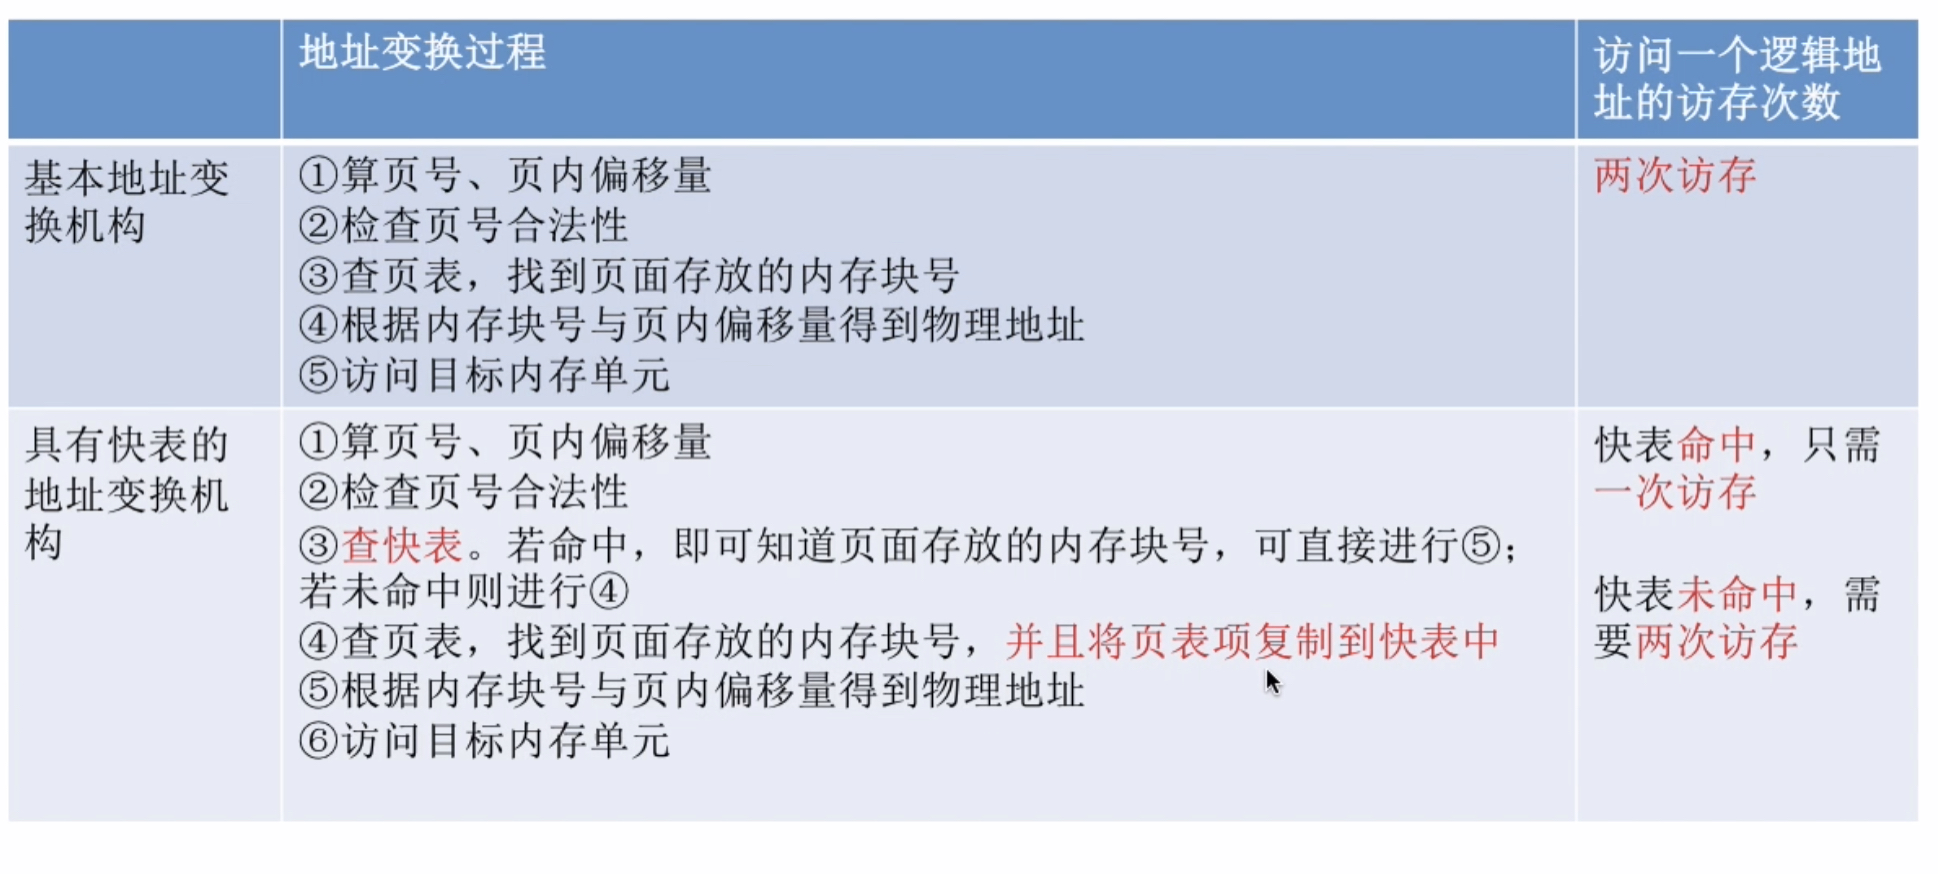 地址变换过程
访问一个逻辑地
址的访存次数
基本地址变
换机构
①算页号、页内偏移量
②检查页号合法性
③查页表，找到页面存放的内存块号
④根据内存块号与页内偏移量得到物理地址
⑤访问目标内存单元
两次访存
具有快表的
地址变换机
构
①算页号、页内偏移量
②检查页号合法性
③查快表。若命中，即可知道页面存放的内存块号，可直接进行⑤；
若未命中则进行④
④查页表，找到页面存放的内存块号，并且将页表项复制到快表中
⑤根据内存块号与页内偏移量得到物理地址
⑥访问目标内存单元
快表命中，只需
一次访存
快表未命中，需
要两次访存